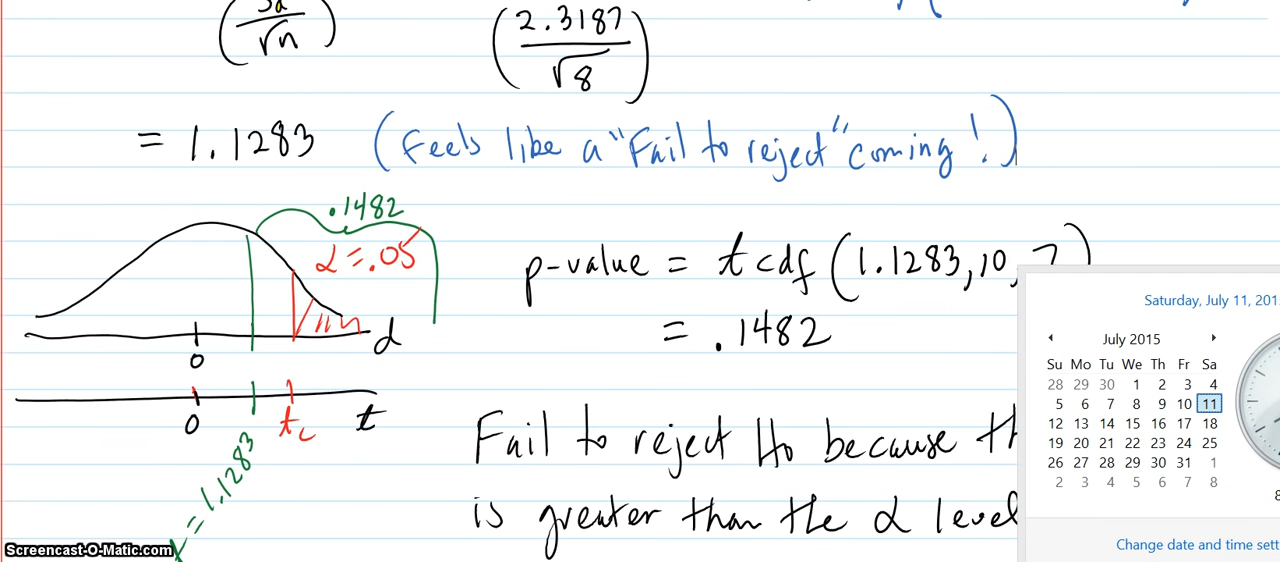 √n
2.3187
√8
= 1.1283 (Feels like a "Fail to reject" coming!)
.1482
α = .05
p-value = tcdf (1.1283, 10, 7)
= .1482
0
d
0
tc
t
= 1.1283
Fail to reject Ho because
is greater than the α level
Saturday, July 11, 201
July 2015
Su Mo Tu We Th Fr Sa
28 29 30 1 2 3 4
5 6 7 8 9 10 11
12 13 14 15 16 17 18
19 20 21 22 23 24 25
26 27 28 29 30 31 1
2 3 4 5 6 7 8
Change date and time sett
Screencast-O-Matic.com